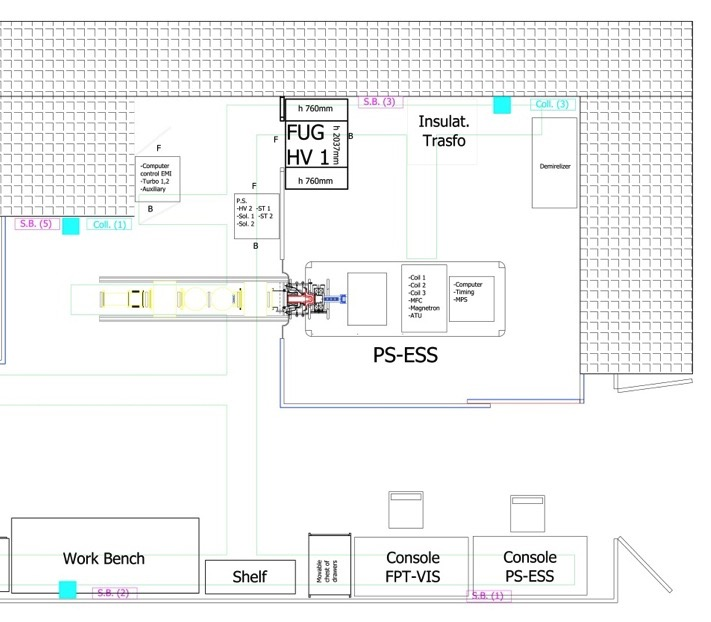 h 760mm
S.B. (3)
Coll. (3)
FUG
HV 1
h 2037mm
F
B
h 760mm
Insulat.
Trasfo
Demirelizer
F
-Computer
control EMI
-Turbo 1,2
-Auxiliary
B
F
P.S.
-HV 2 -ST 1
-Sol. 1 -ST 2
-Sol. 2
B
S.B. (5)
Coll. (1)
-Coil 1
-Coil 2
-Coil 3
-MFC
-Magnetron
-ATU
-Computer
-Timing
-MPS
PS-ESS
Work Bench
S.B. (2)
Shelf
Movable
chest of
drawers
Console
FPT-VIS
Console
PS-ESS
S.B. (1)